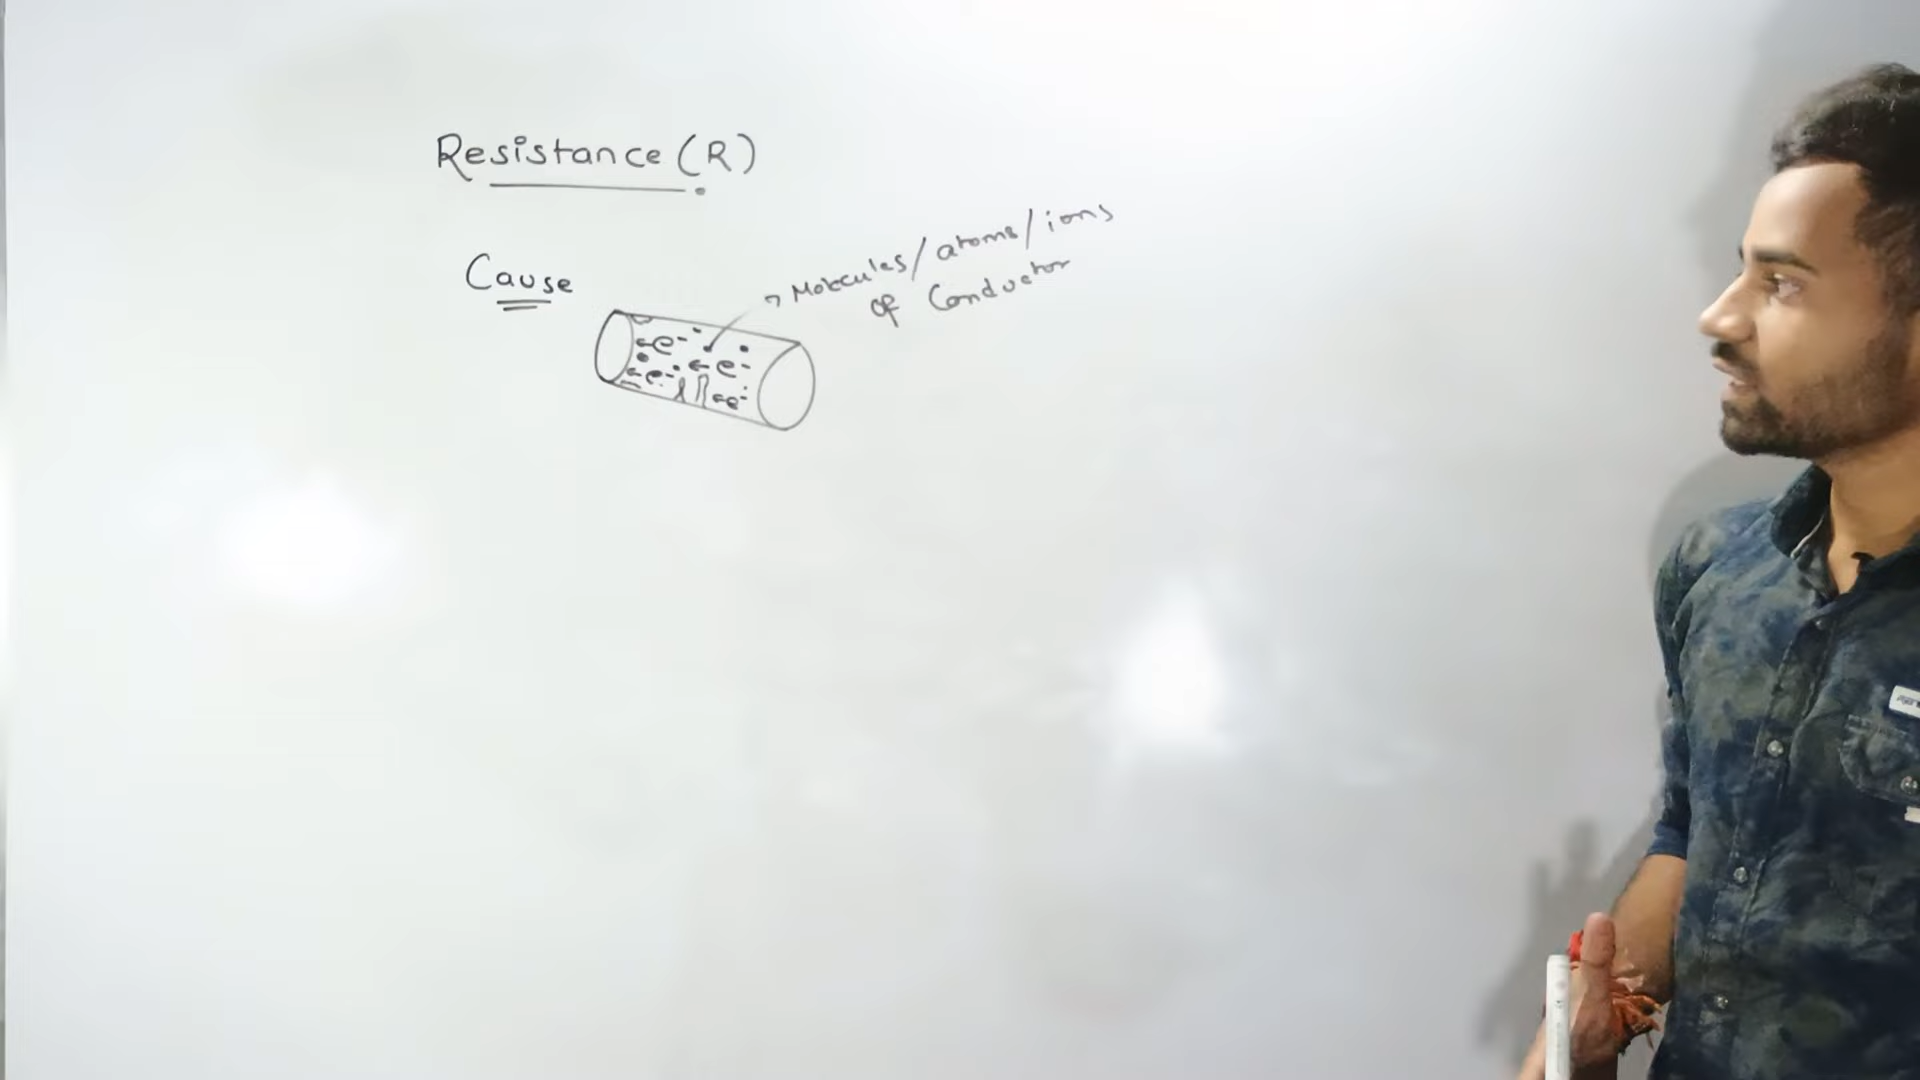 Resistance (R)
Cause
Molecules/atoms/ions
of Conductor
e-
e-
e-
e-